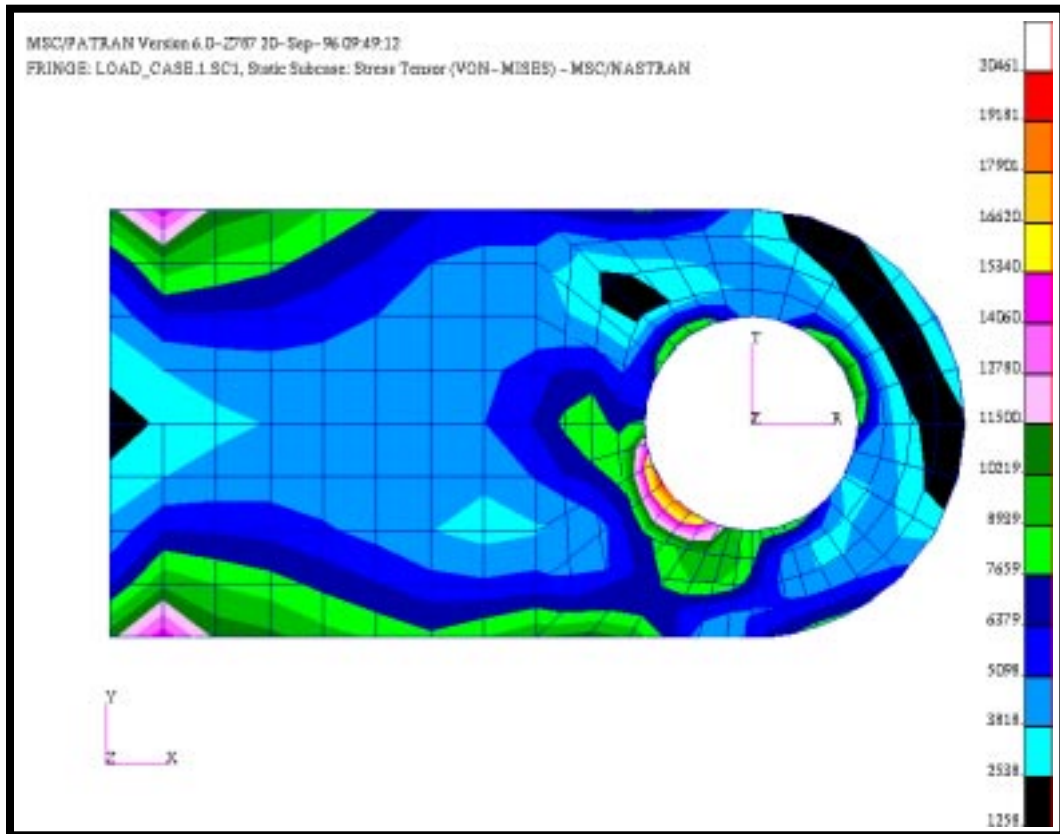 MSC/PATRAN Version 6.0-Z787 20-Sep-96 09:49:12
FRINGE: LOAD_CASE.1.SC1, Static Subcase: Stress Tensor (VON-MISES) - MSC/NASTRAN
20461.
19181.
17901.
16620.
15340.
14060.
12780.
11500.
10219.
8939.
7659.
6379.
5098.
3818.
2538.
1258.
T
Z R
Y
Z X